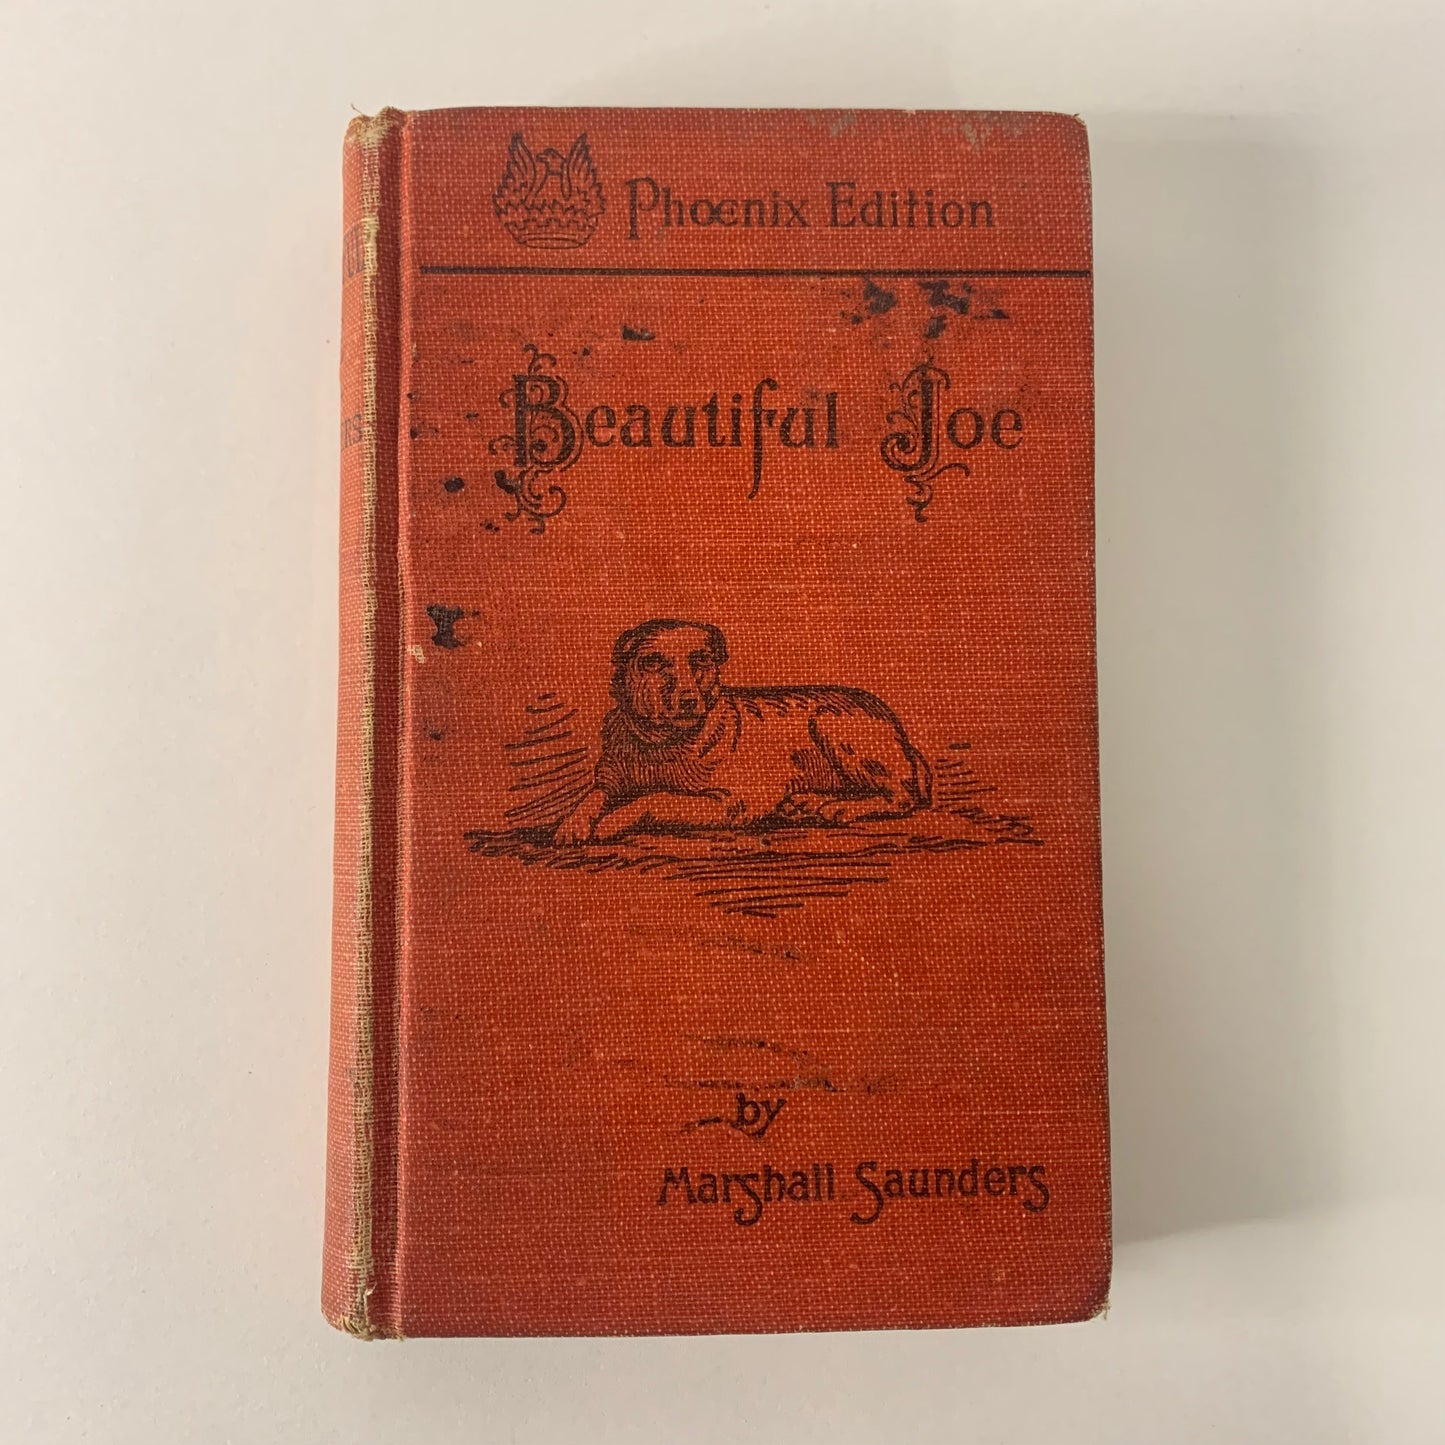 Phoenix Edition
Beautiful Joe
by
Marshall Saunders